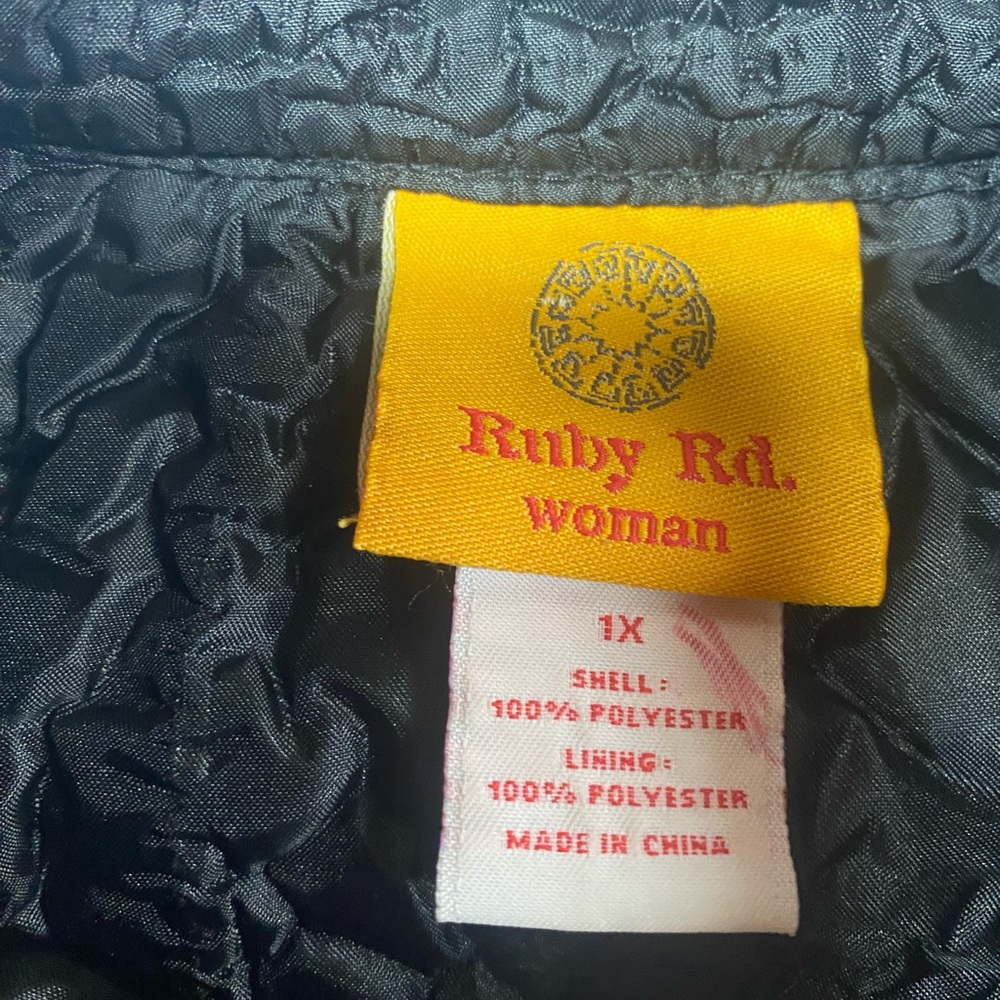 Ruby Rd.
woman
1X
SHELL:
100% POLYESTER
LINING:
100% POLYESTER
MADE IN CHINA